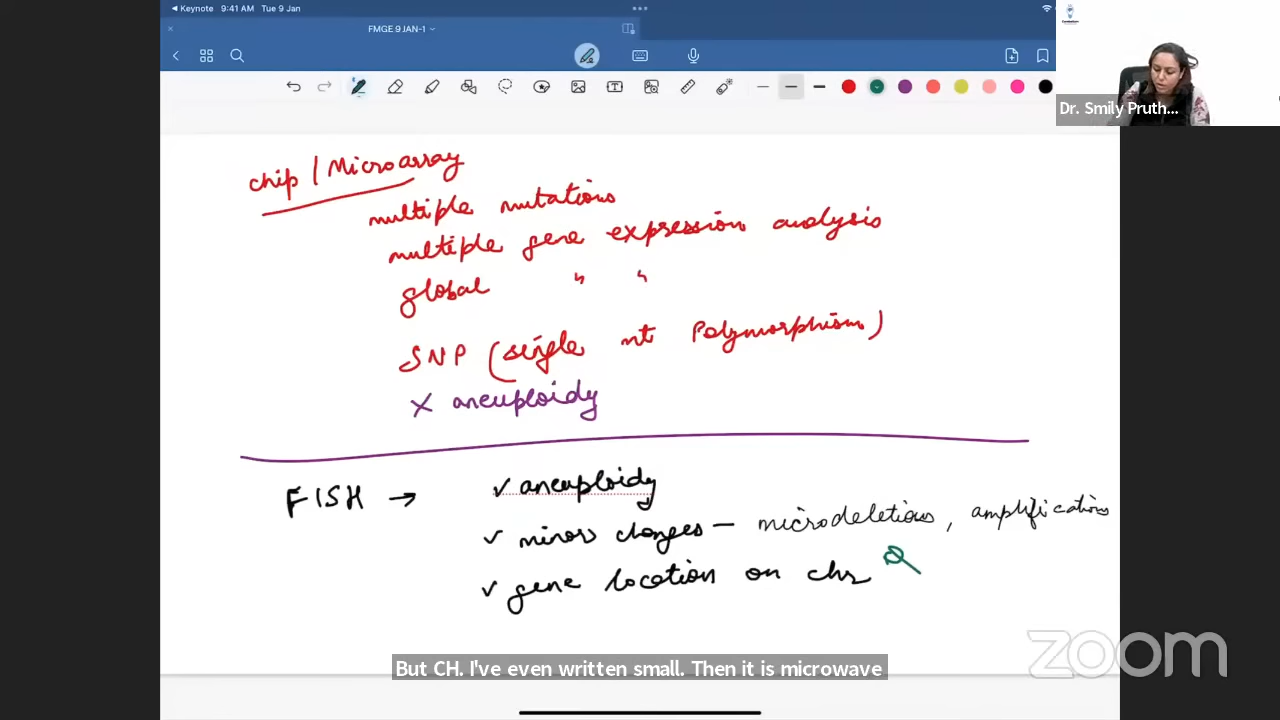 Keynote 9:41 AM Tue 9 Jan
FMGE 9 JAN-1
Dr. Smily Pruth...
chip / Microarray
multiple mutations
multiple gene expression analysis
global " "
SNP (single nt Polymorphism)
X aneuploidy
FISH → ✓ aneuploidy
✓ minor changes - microdeletions, amplifications
✓ gene location on chr
But CH. I've even written small. Then it is microwave
zoom